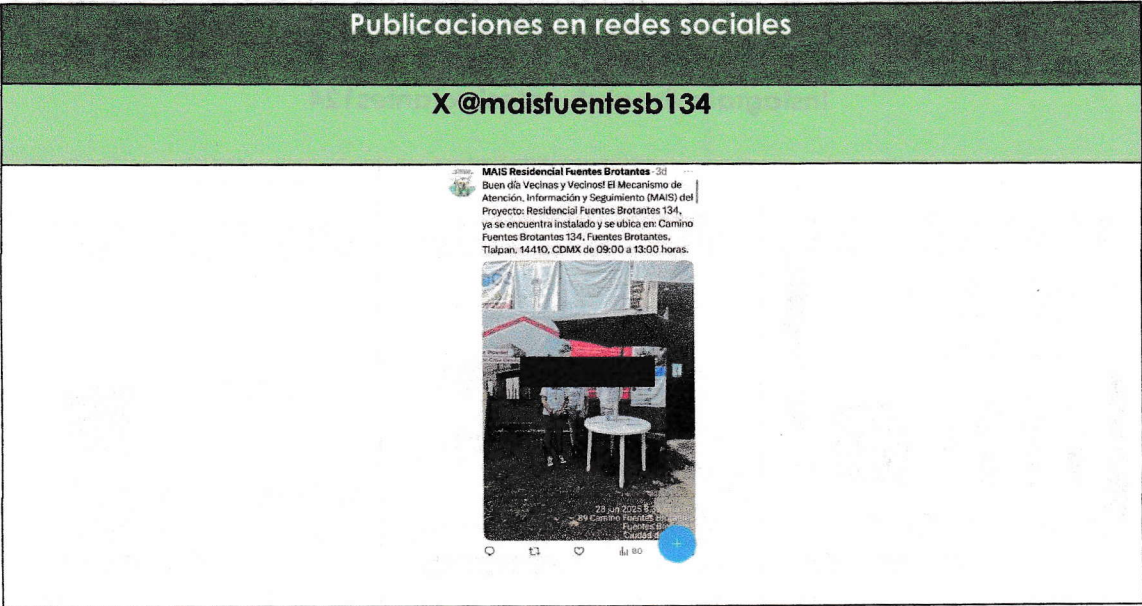 Publicaciones en redes sociales
X @maisfuentesb134
MAIS Residencial Fuentes Brotantes · 3d ...
Buen día Vecinas y Vecinos! El Mecanismo de
Atención, Información y Seguimiento (MAIS) del
Proyecto: Residencial Fuentes Brotantes 134,
ya se encuentra instalado y se ubica en: Camino
Fuentes Brotantes 134, Fuentes Brotantes,
Tlalpan, 14410, CDMX de 09:00 a 13:00 horas.
jun 2025
89 Camino Fuentes
Fuentes
Ciudad d
80